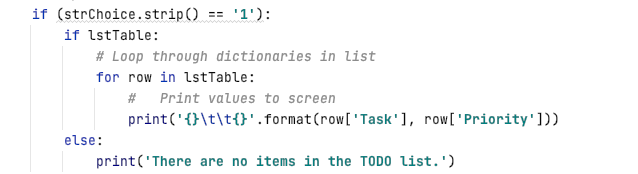 if (strChoice.strip() == '1'):
    if lstTable:
        # Loop through dictionaries in list
        for row in lstTable:
            #   Print values to screen
            print('{}\t\t{}'.format(row['Task'], row['Priority']))
    else:
        print('There are no items in the TODO list.')